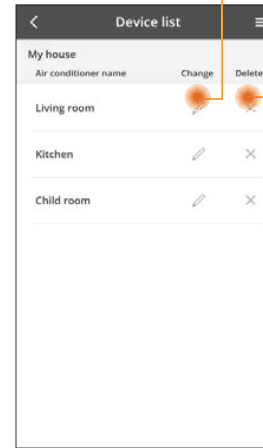 Device list
My house
Air conditioner name Change Delete
Living room
Kitchen
Child room